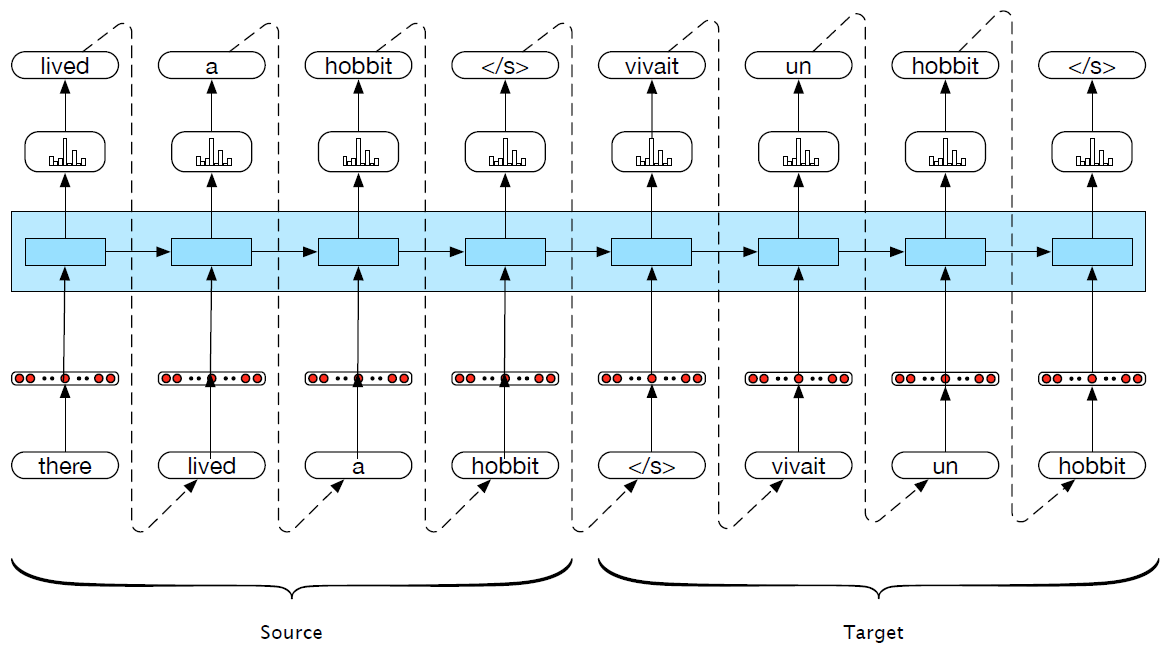 lived a hobbit </s> vivait un hobbit </s>
there lived a hobbit </s> vivait un hobbit
Source Target